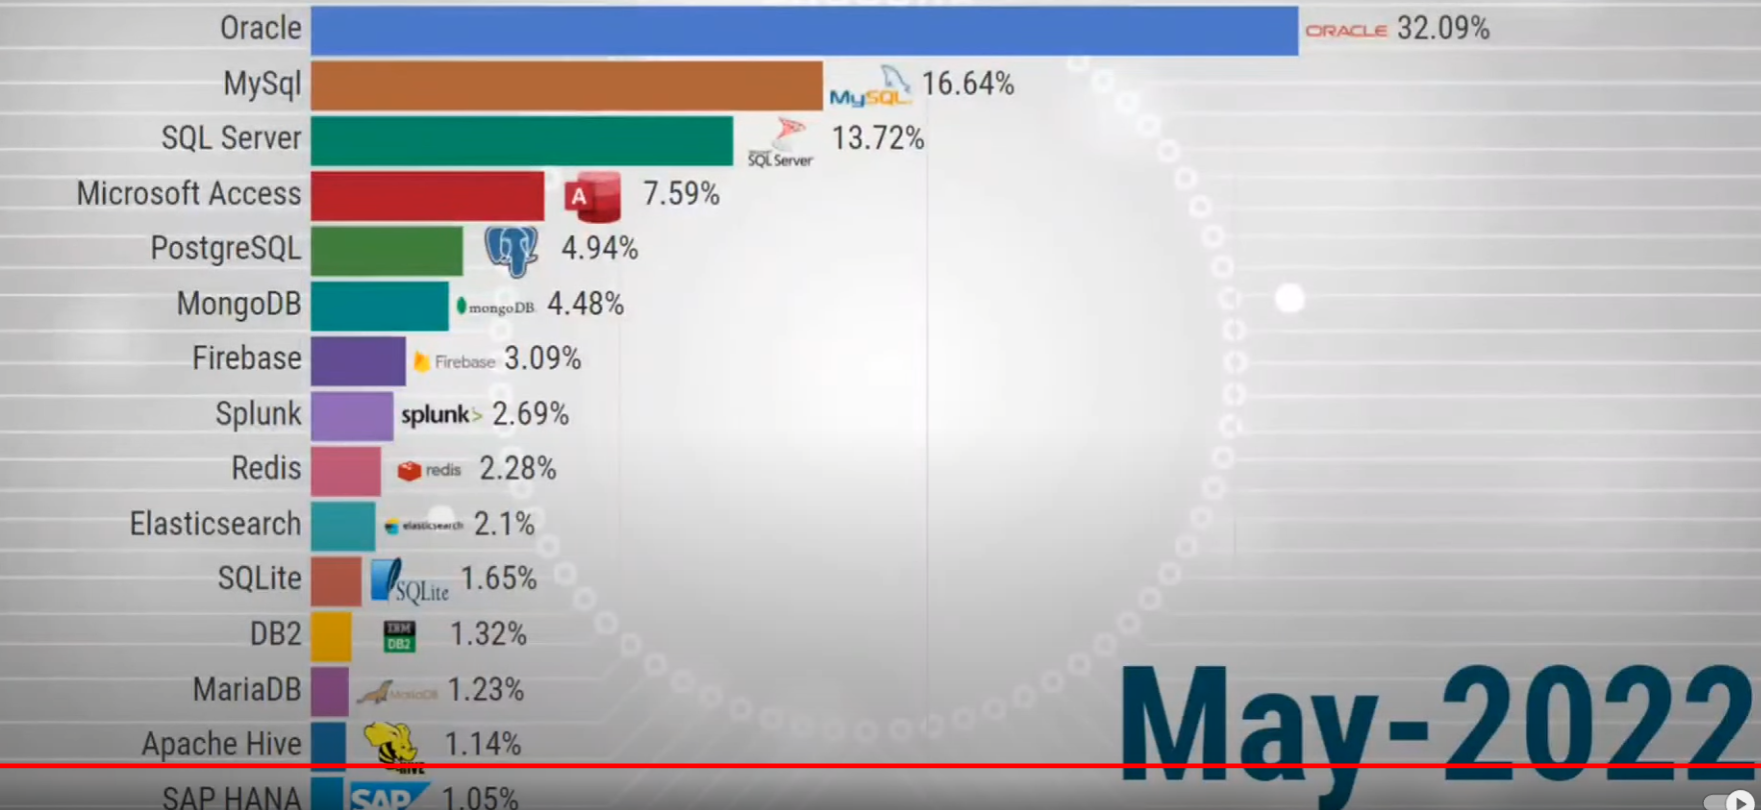 Oracle ORACLE 32.09%
MySql MySQL 16.64%
SQL Server SQL Server 13.72%
Microsoft Access A 7.59%
PostgreSQL 4.94%
MongoDB mongoDB 4.48%
Firebase Firebase 3.09%
Splunk splunk> 2.69%
Redis redis 2.28%
Elasticsearch elasticsearch 2.1%
SQLite SQLite 1.65%
DB2 IBM DB2 1.32%
MariaDB MariaDB 1.23%
Apache Hive HIVE 1.14%
SAP HANA SAP 1.05%
May-2022